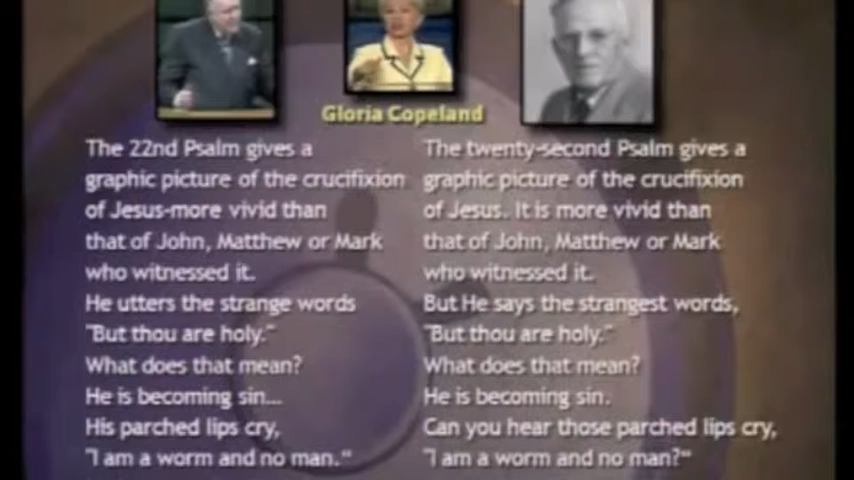 Gloria Copeland
The 22nd Psalm gives a
graphic picture of the crucifixion
of Jesus-more vivid than
that of John, Matthew or Mark
who witnessed it.
He utters the strange words
"But thou are holy."
What does that mean?
He is becoming sin...
His parched lips cry,
"I am a worm and no man."
The twenty-second Psalm gives a
graphic picture of the crucifixion
of Jesus. It is more vivid than
that of John, Matthew or Mark
who witnessed it.
But He says the strangest words,
"But thou are holy."
What does that mean?
He is becoming sin.
Can you hear those parched lips cry,
"I am a worm and no man?"